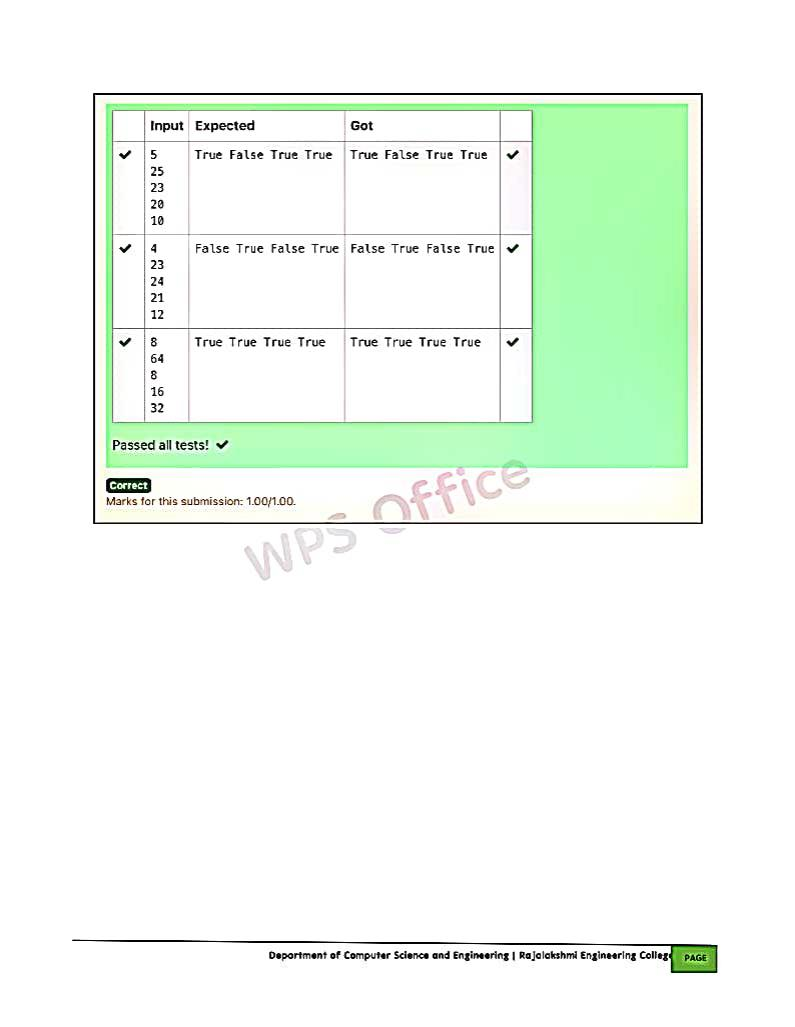 Input Expected Got
5 True False True True True False True True
25
23
20
10
4 False True False True False True False True
23
24
21
12
8 True True True True True True True True
64
8
16
32
Passed all tests!
Correct
Marks for this submission: 1.00/1.00.
WPS Office
Department of Computer Science and Engineering | Rajalakshmi Engineering College
PAGE